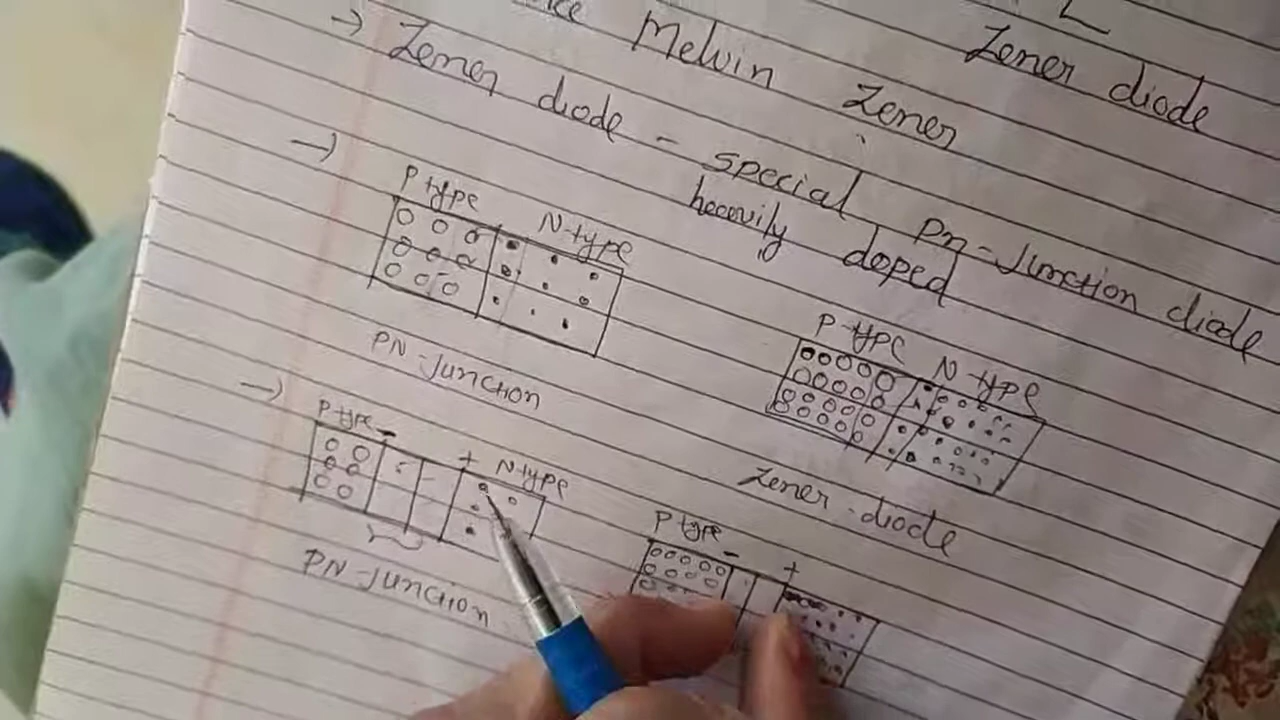 Zener diode
Melvin Zener
→ Zener diode - special Pn-Junction diode
heavily doped
→
P type N-type
PN-Junction
P-type N-type
Zener diode
→
P type - + N-type
PN-Junction
P type - +